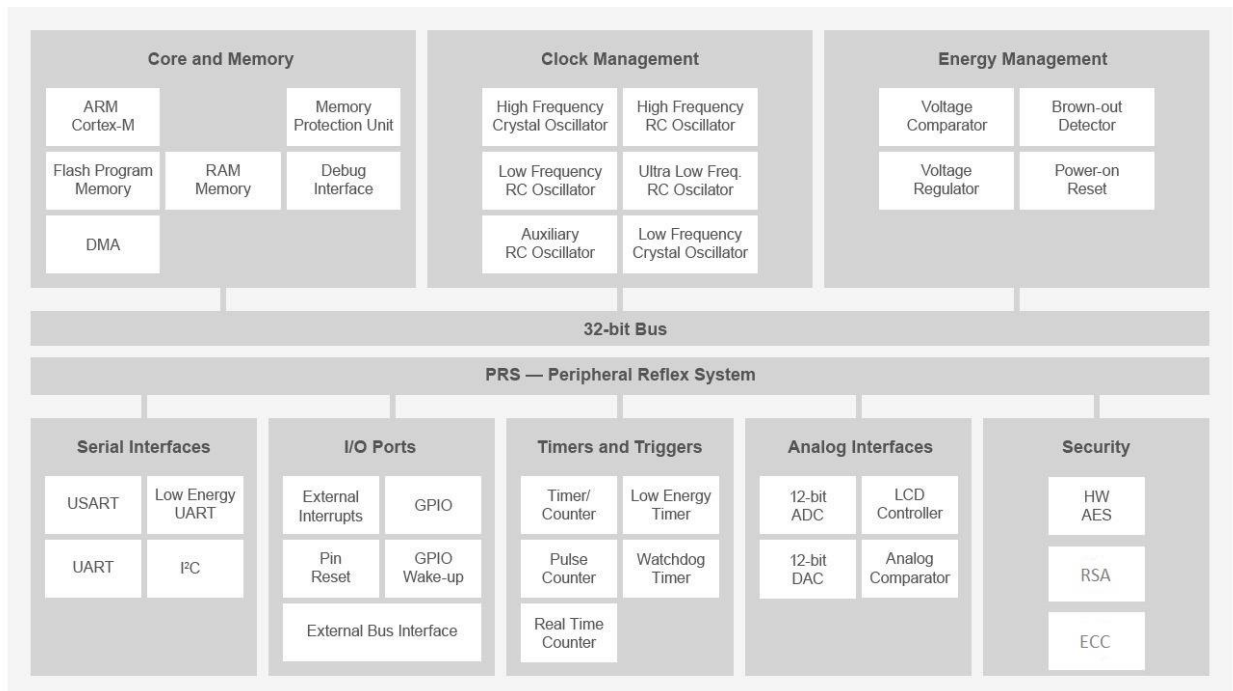 Core and Memory
ARM
Cortex-M
Memory
Protection Unit
Flash Program
Memory
RAM
Memory
Debug
Interface
DMA
Clock Management
High Frequency
Crystal Oscillator
High Frequency
RC Oscillator
Low Frequency
RC Oscillator
Ultra Low Freq.
RC Oscilator
Auxiliary
RC Oscillator
Low Frequency
Crystal Oscillator
Energy Management
Voltage
Comparator
Brown-out
Detector
Voltage
Regulator
Power-on
Reset
32-bit Bus
PRS — Peripheral Reflex System
Serial Interfaces
USART
Low Energy
UART
UART
I²C
I/O Ports
External
Interrupts
GPIO
Pin
Reset
GPIO
Wake-up
External Bus Interface
Timers and Triggers
Timer/
Counter
Low Energy
Timer
Pulse
Counter
Watchdog
Timer
Real Time
Counter
Analog Interfaces
12-bit
ADC
LCD
Controller
12-bit
DAC
Analog
Comparator
Security
HW
AES
RSA
ECC